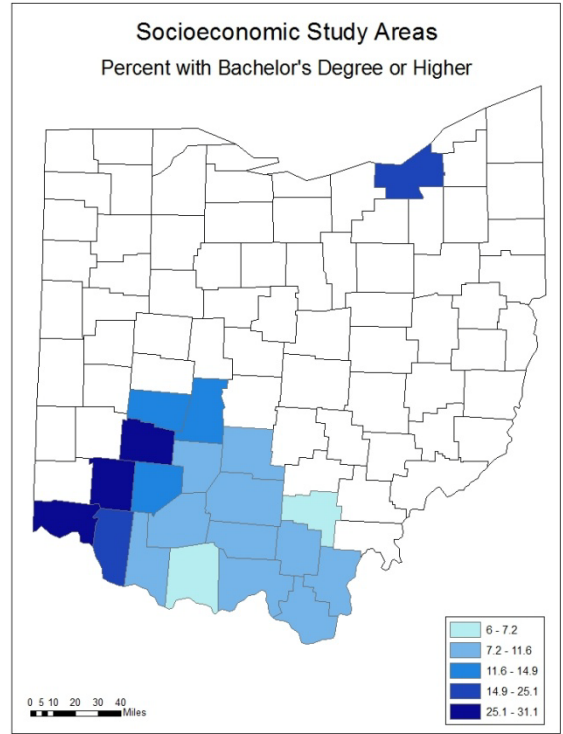 Socioeconomic Study Areas
Percent with Bachelor's Degree or Higher
6 - 7.2
7.2 - 11.6
11.6 - 14.9
14.9 - 25.1
25.1 - 31.1
0 5 10 20 30 40
Miles